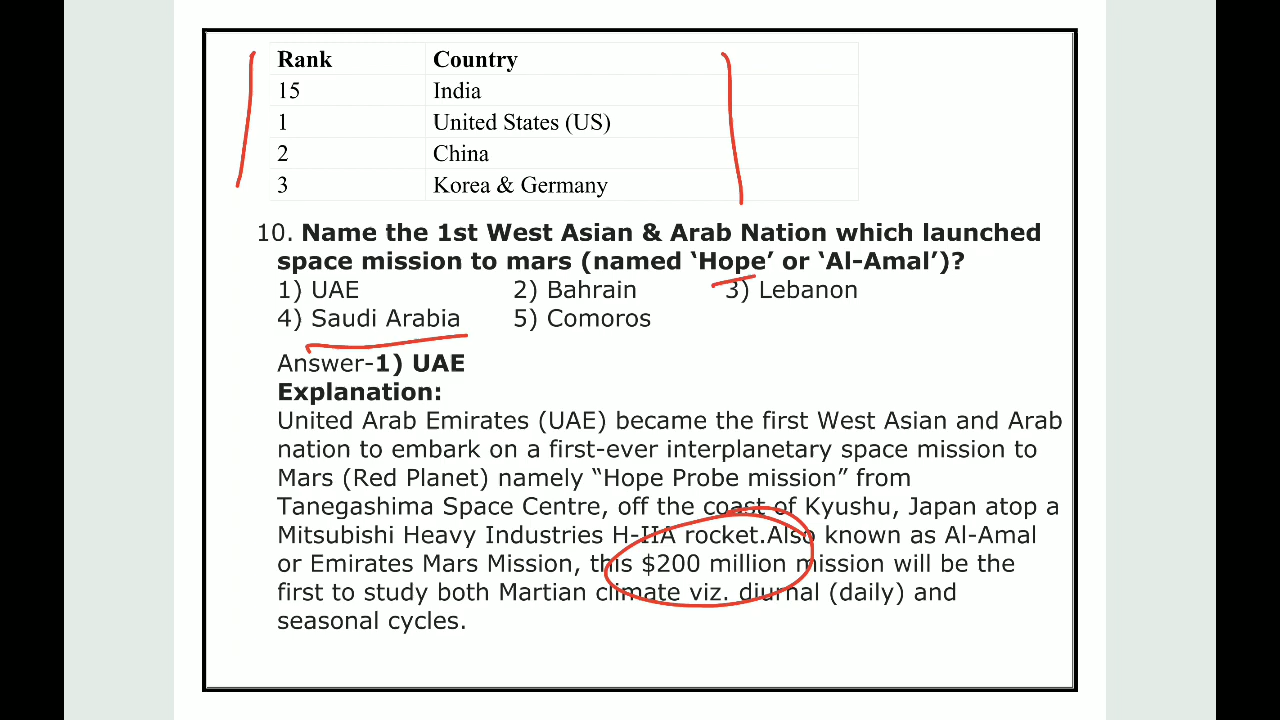 Rank Country
15 India
1 United States (US)
2 China
3 Korea & Germany
10. Name the 1st West Asian & Arab Nation which launched
space mission to mars (named ‘Hope’ or ‘Al-Amal’)?
1) UAE 2) Bahrain 3) Lebanon
4) Saudi Arabia 5) Comoros
Answer-1) UAE
Explanation:
United Arab Emirates (UAE) became the first West Asian and Arab
nation to embark on a first-ever interplanetary space mission to
Mars (Red Planet) namely “Hope Probe mission” from
Tanegashima Space Centre, off the coast of Kyushu, Japan atop a
Mitsubishi Heavy Industries H-IIA rocket.Also known as Al-Amal
or Emirates Mars Mission, this $200 million mission will be the
first to study both Martian climate viz. diurnal (daily) and
seasonal cycles.